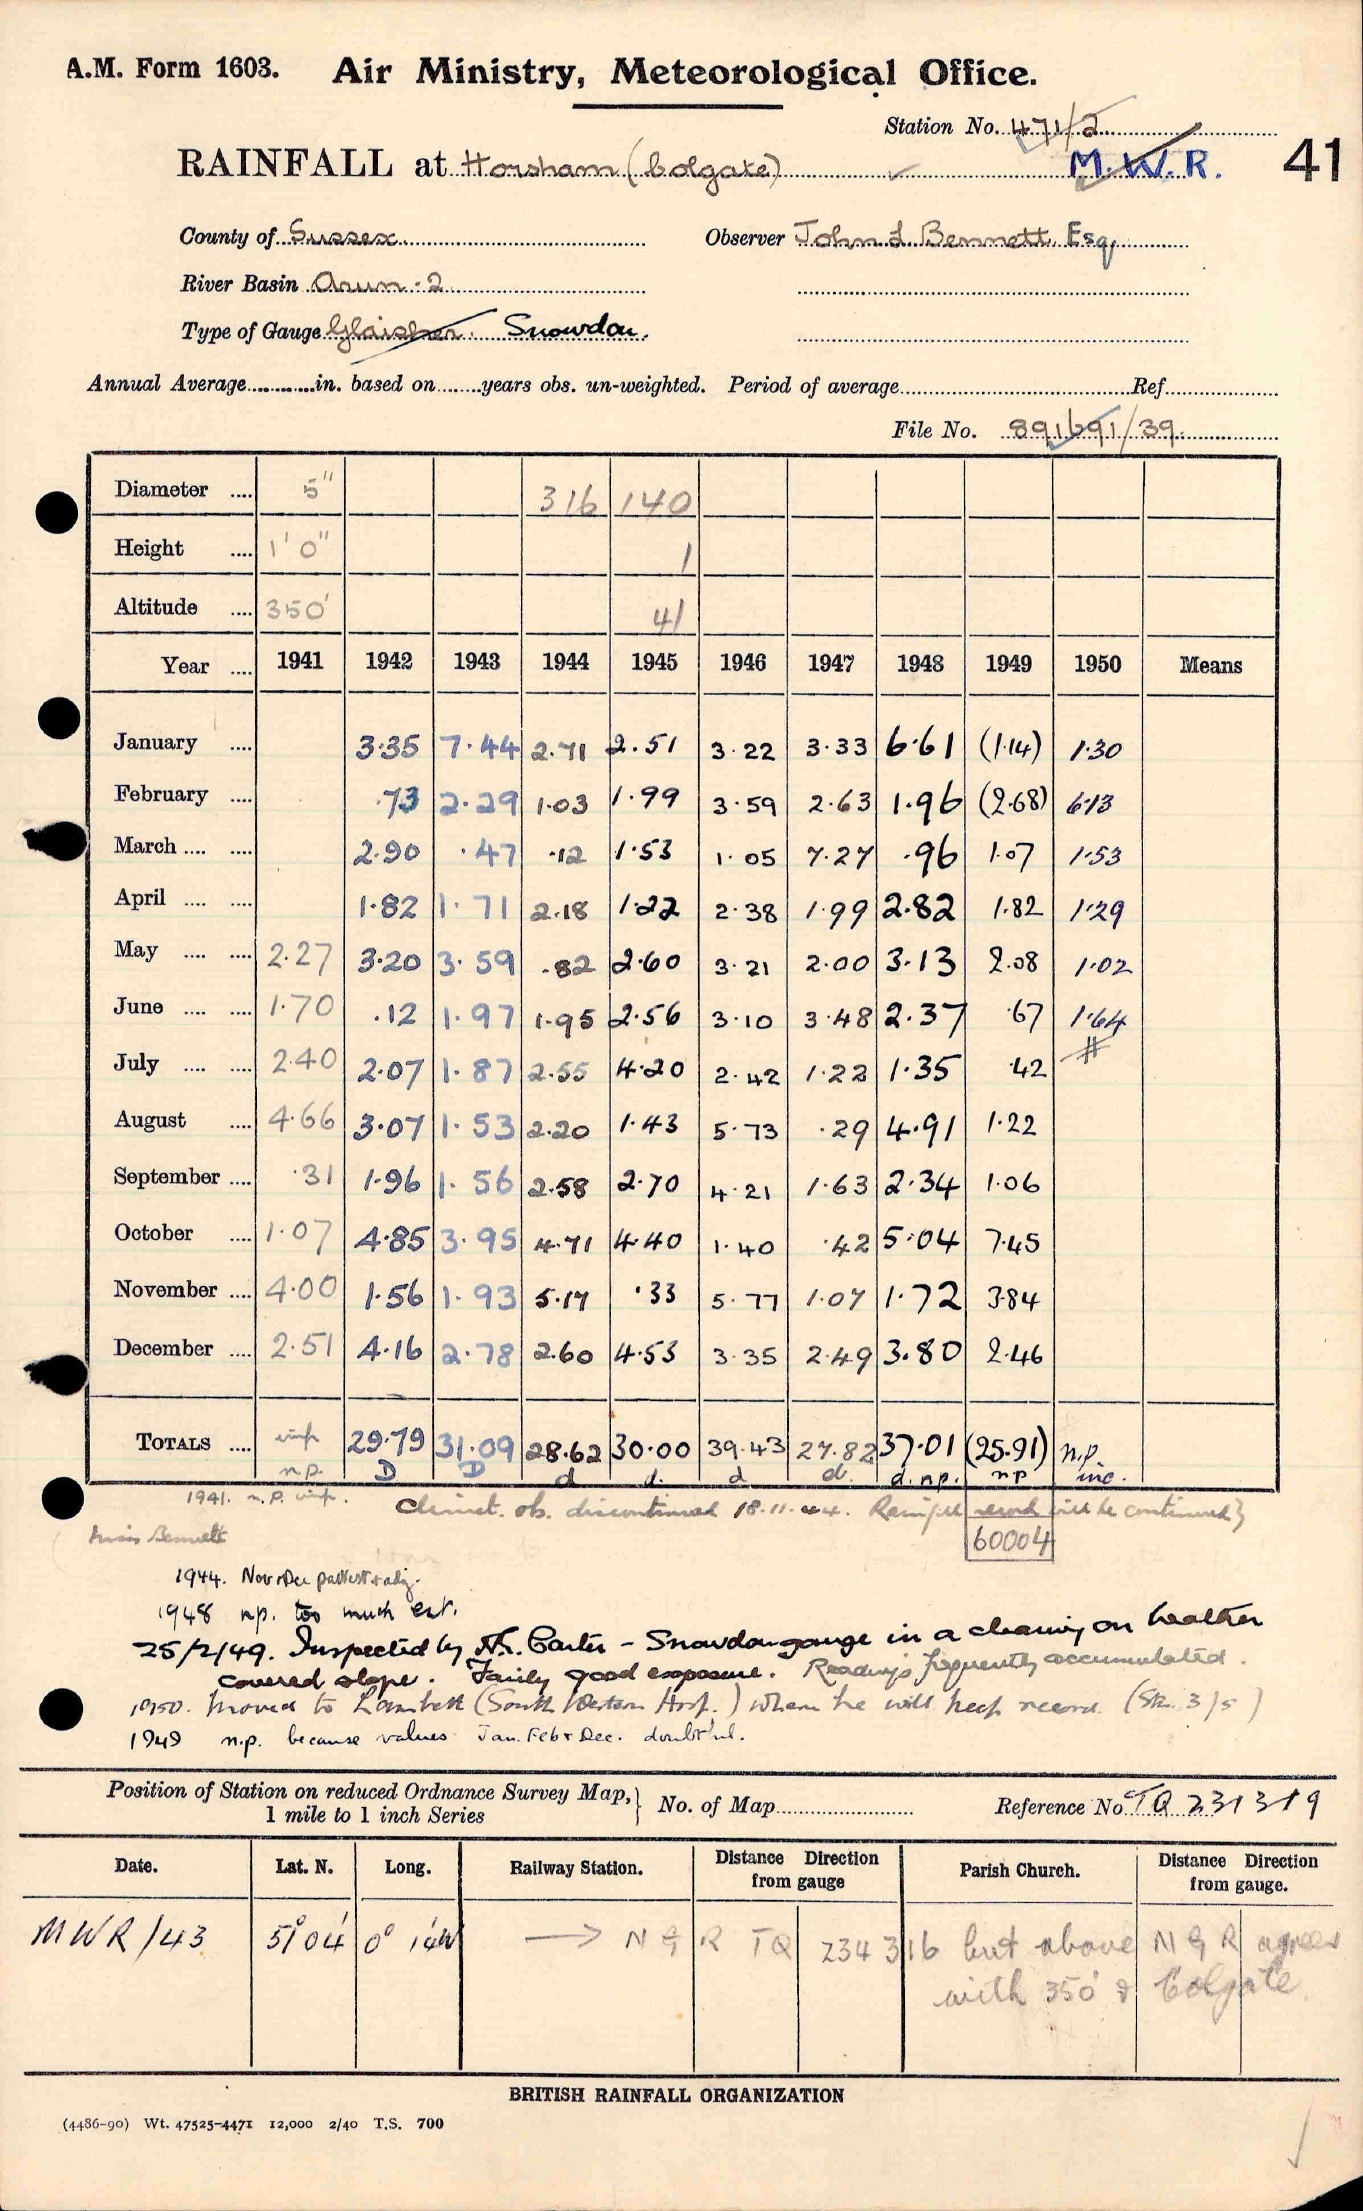 A.M. Form 1603. Air Ministry, Meteorological Office.
Station No. 471/2
RAINFALL at Horsham (Colgate) M.W.R. 41
County of Sussex Observer John L Bennett Esq
River Basin Arun. 2
Type of Gauge Glaisher. Snowdon.
Annual Average............in. based on.......years obs. un-weighted. Period of average....................Ref.............
File No. 891691/39
Diameter .... 5" 316 140
Height .... 1' 0" 1
Altitude .... 350' 41
Year .... 1941 1942 1943 1944 1945 1946 1947 1948 1949 1950 Means
January .... 3.35 7.44 2.71 2.51 3.22 3.33 6.61 (1.14) 1.30
February .... .73 2.29 1.03 1.99 3.59 2.63 1.96 (2.68) 6.13
March .... .... 2.90 .47 .12 1.53 1.05 7.27 .96 1.07 1.53
April .... .... 1.82 1.71 2.18 1.22 2.38 1.99 2.82 1.82 1.29
May .... .... 2.27 3.20 3.59 .82 2.60 3.21 2.00 3.13 2.08 1.02
June .... .... 1.70 .12 1.97 1.95 2.56 3.10 3.48 2.37 .67 1.64
July .... .... 2.40 2.07 1.87 2.55 4.20 2.42 1.22 1.35 .42 #
August .... 4.66 3.07 1.53 2.20 1.43 5.73 .29 4.91 1.22
September .... .31 1.96 1.56 2.58 2.70 4.21 1.63 2.34 1.06
October .... 1.07 4.85 3.95 4.71 4.40 1.40 .42 5.04 7.45
November .... 4.00 1.56 1.93 5.17 .33 5.77 1.07 1.72 3.84
December .... 2.51 4.16 2.78 2.60 4.53 3.35 2.49 3.80 2.46
TOTALS .... 29.79 31.09 28.62 30.00 39.43 27.82 37.01 (25.91) n.p.
n.p. D D d d. d d. d. np. np inc.
1941. n.p. Climat. ob. discontinued 18.11.44. Rainfall record will be continued}
Miss Bennett 60004
1944. Nov + Dec
1948 n.p. too much est.
25/2/49. Inspected by Mr. Carter - Snowdon gauge in a clearing on heather
covered slope. Fairly good exposure. Readings frequently accumulated.
1950. Moved to Lambeth (South Western Hosp.) where he will keep record. (Stn. 3/5)
1949 n.p. because values Jan. Feb + Dec. doubtful.
Position of Station on reduced Ordnance Survey Map, } No. of Map.................. Reference No TQ 231319
1 mile to 1 inch Series
Date. Lat. N. Long. Railway Station. Distance Direction from gauge Parish Church. Distance Direction from gauge.
MWR/43 51° 04' 0° 14'W → N G R TQ 234 316 but above N G R agrees
with 350' & Colgate.
BRITISH RAINFALL ORGANIZATION
(4486-90) Wt. 47525-4471 12,000 2/40 T.S. 700